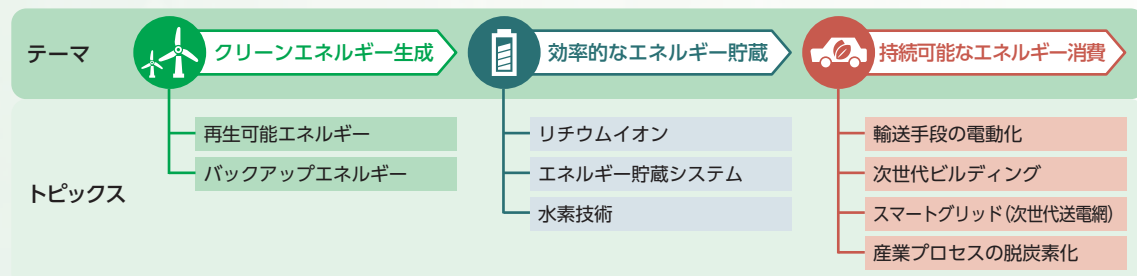 テーマ
クリーンエネルギー生成
効率的なエネルギー貯蔵
持続可能なエネルギー消費
トピックス
再生可能エネルギー
バックアップエネルギー
リチウムイオン
エネルギー貯蔵システム
水素技術
輸送手段の電動化
次世代ビルディング
スマートグリッド(次世代送電網)
産業プロセスの脱炭素化